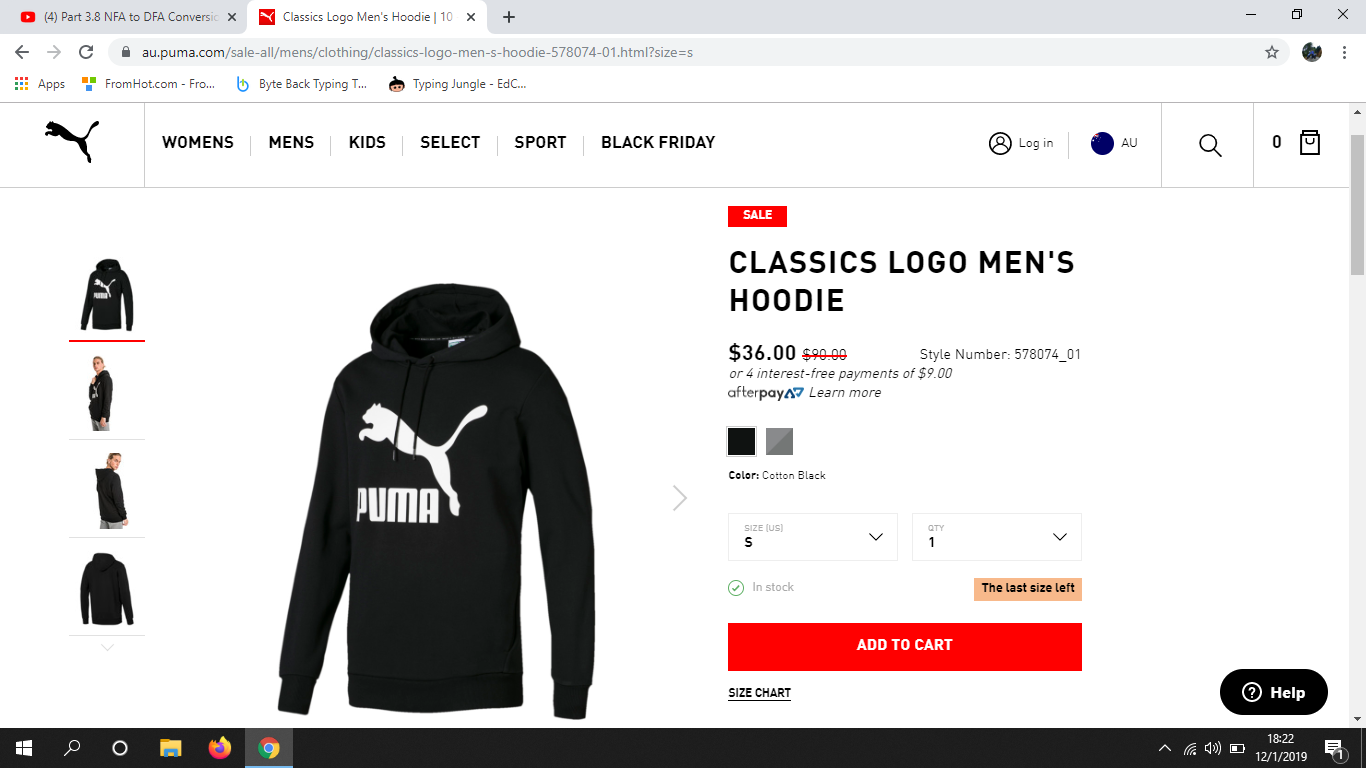 (4) Part 3.8 NFA to DFA Conversio
Classics Logo Men's Hoodie | 10
au.puma.com/sale-all/mens/clothing/classics-logo-men-s-hoodie-578074-01.html?size=s
Apps
FromHot.com - Fro...
Byte Back Typing T...
Typing Jungle - EdC...
WOMENS
MENS
KIDS
SELECT
SPORT
BLACK FRIDAY
Log in
AU
0
SALE
CLASSICS LOGO MEN'S
HOODIE
$36.00 $90.00
Style Number: 578074_01
or 4 interest-free payments of $9.00
afterpay Learn more
Color: Cotton Black
SIZE (US)
S
QTY
1
In stock
The last size left
ADD TO CART
SIZE CHART
PUMA
PUMA
Help
18:22
12/1/2019
1